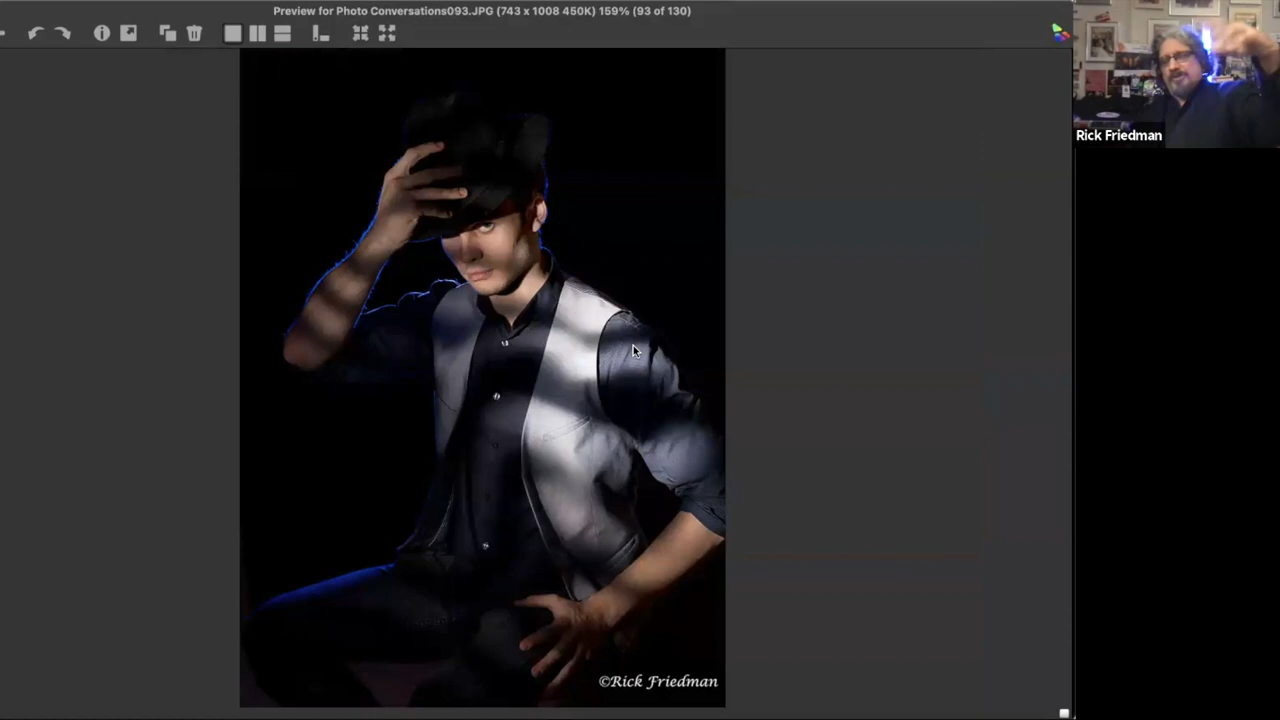 Preview for Photo Conversations093.JPG (743 x 1008 450K) 159% (93 of 130)
Rick Friedman
©Rick Friedman